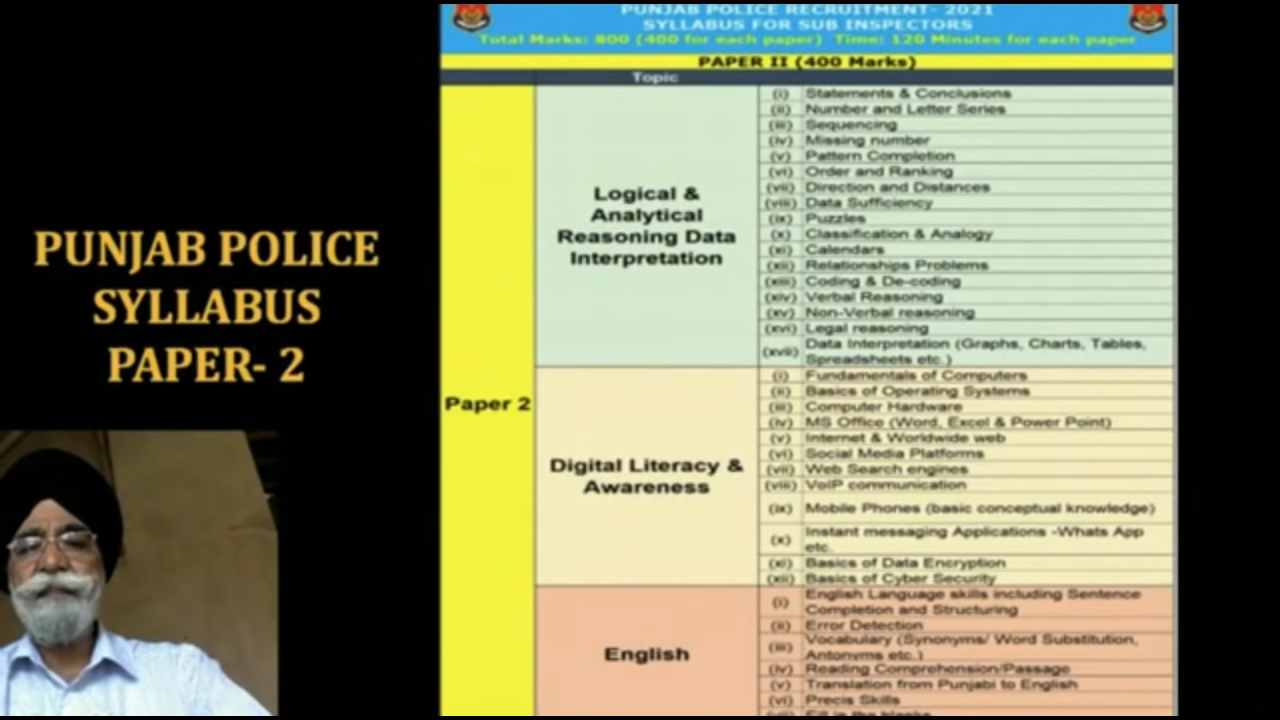 PUNJAB POLICE
SYLLABUS
PAPER- 2
PUNJAB POLICE RECRUITMENT- 2021
SYLLABUS FOR SUB INSPECTORS
Total Marks: 800 (400 for each paper) Time: 120 Minutes for each paper
PAPER II (400 Marks)
Topic
Paper 2
Logical &
Analytical
Reasoning Data
Interpretation
(i) Statements & Conclusions
(ii) Number and Letter Series
(iii) Sequencing
(iv) Missing number
(v) Pattern Completion
(vi) Order and Ranking
(vii) Direction and Distances
(viii) Data Sufficiency
(ix) Puzzles
(x) Classification & Analogy
(xi) Calendars
(xii) Relationships Problems
(xiii) Coding & De-coding
(xiv) Verbal Reasoning
(xv) Non-Verbal reasoning
(xvi) Legal reasoning
(xvii) Data Interpretation (Graphs, Charts, Tables,
Spreadsheets etc.)
Digital Literacy &
Awareness
(i) Fundamentals of Computers
(ii) Basics of Operating Systems
(iii) Computer Hardware
(iv) MS Office (Word, Excel & Power Point)
(v) Internet & Worldwide web
(vi) Social Media Platforms
(vii) Web Search engines
(viii) VoIP communication
(ix) Mobile Phones (basic conceptual knowledge)
(x) Instant messaging Applications -Whats App
etc.
(xi) Basics of Data Encryption
(xii) Basics of Cyber Security
English
(i) English Language skills including Sentence
Completion and Structuring
(ii) Error Detection
(iii) Vocabulary (Synonyms/ Word Substitution,
Antonyms etc.)
(iv) Reading Comprehension/Passage
(v) Translation from Punjabi to English
(vi) Precis Skills
(vii) Fill in the blanks